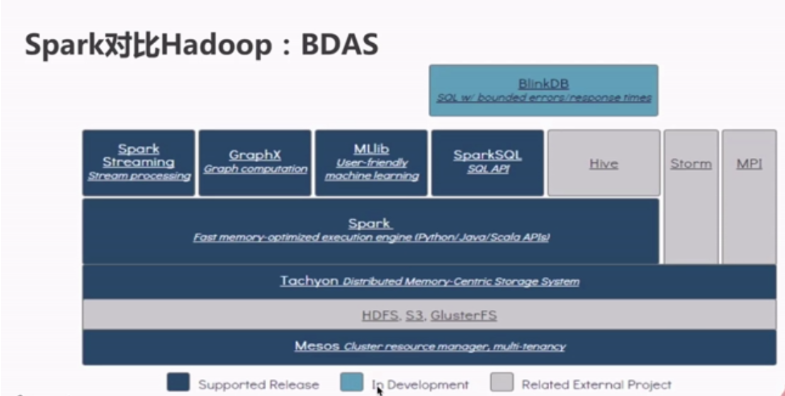 Spark对比Hadoop：BDAS
BlinkDB
SQL w/ bounded errors/response times
Spark
Streaming
Stream processing
GraphX
Graph computation
MLlib
User-friendly
machine learning
SparkSQL
SQL API
Hive
Storm
MPI
Spark
Fast memory-optimized execution engine (Python/Java/Scala APIs)
Tachyon Distributed Memory-Centric Storage System
HDFS, S3, GlusterFS
Mesos Cluster resource manager, multi-tenancy
Supported Release
In Development
Related External Project